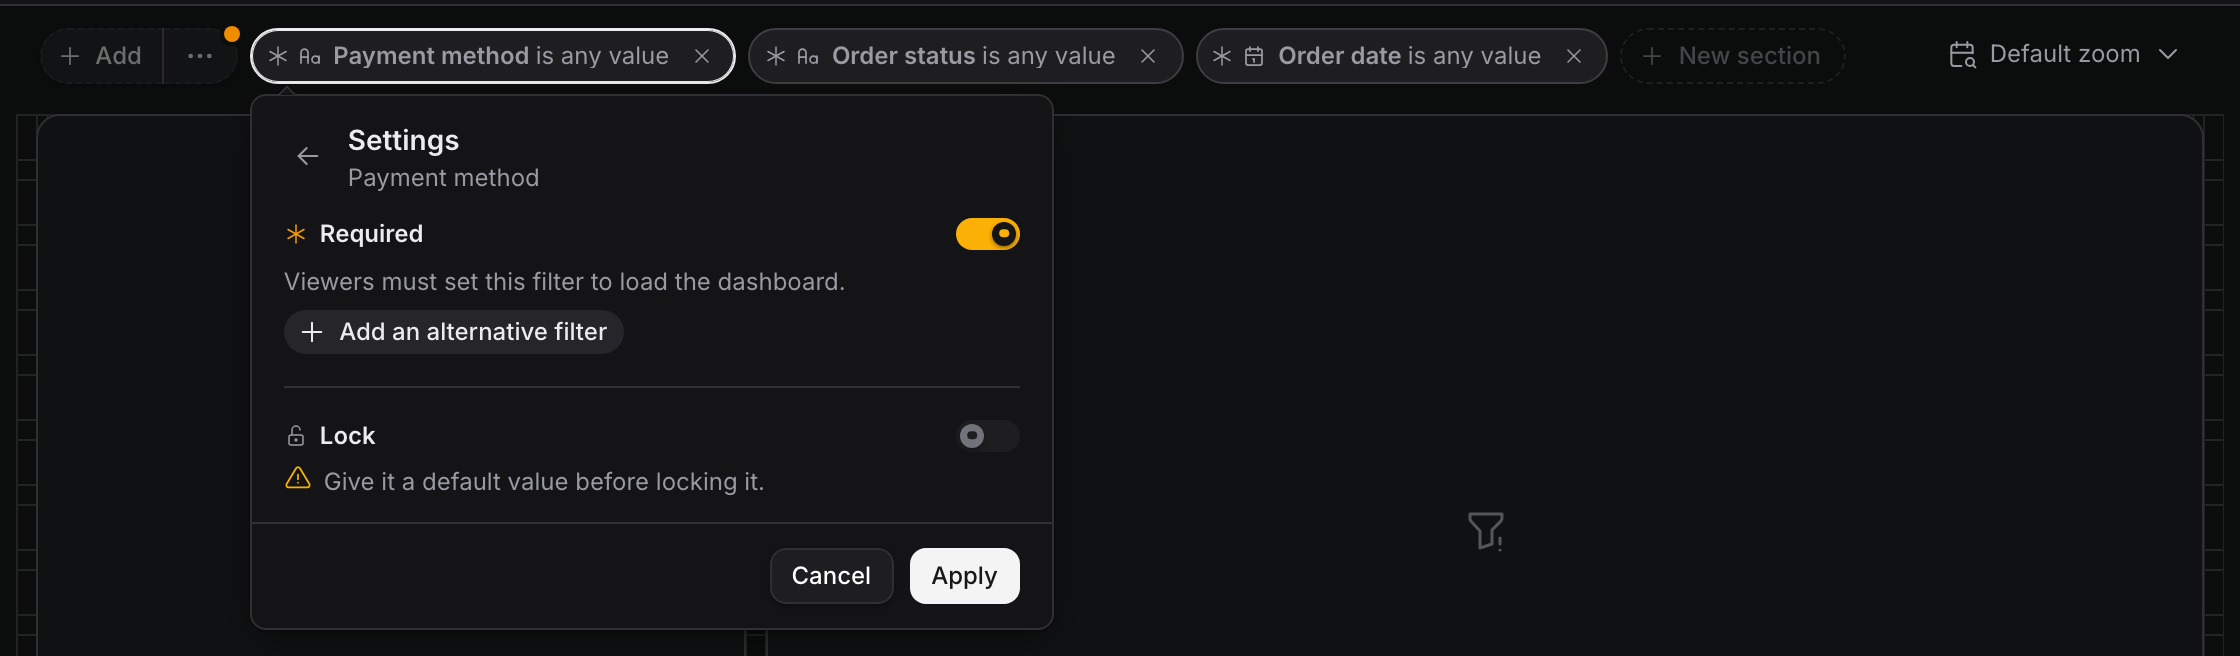 Add
Payment method is any value
Order status is any value
Order date is any value
New section
Default zoom
Settings
Payment method
Required
Viewers must set this filter to load the dashboard.
Add an alternative filter
Lock
Give it a default value before locking it.
Cancel
Apply